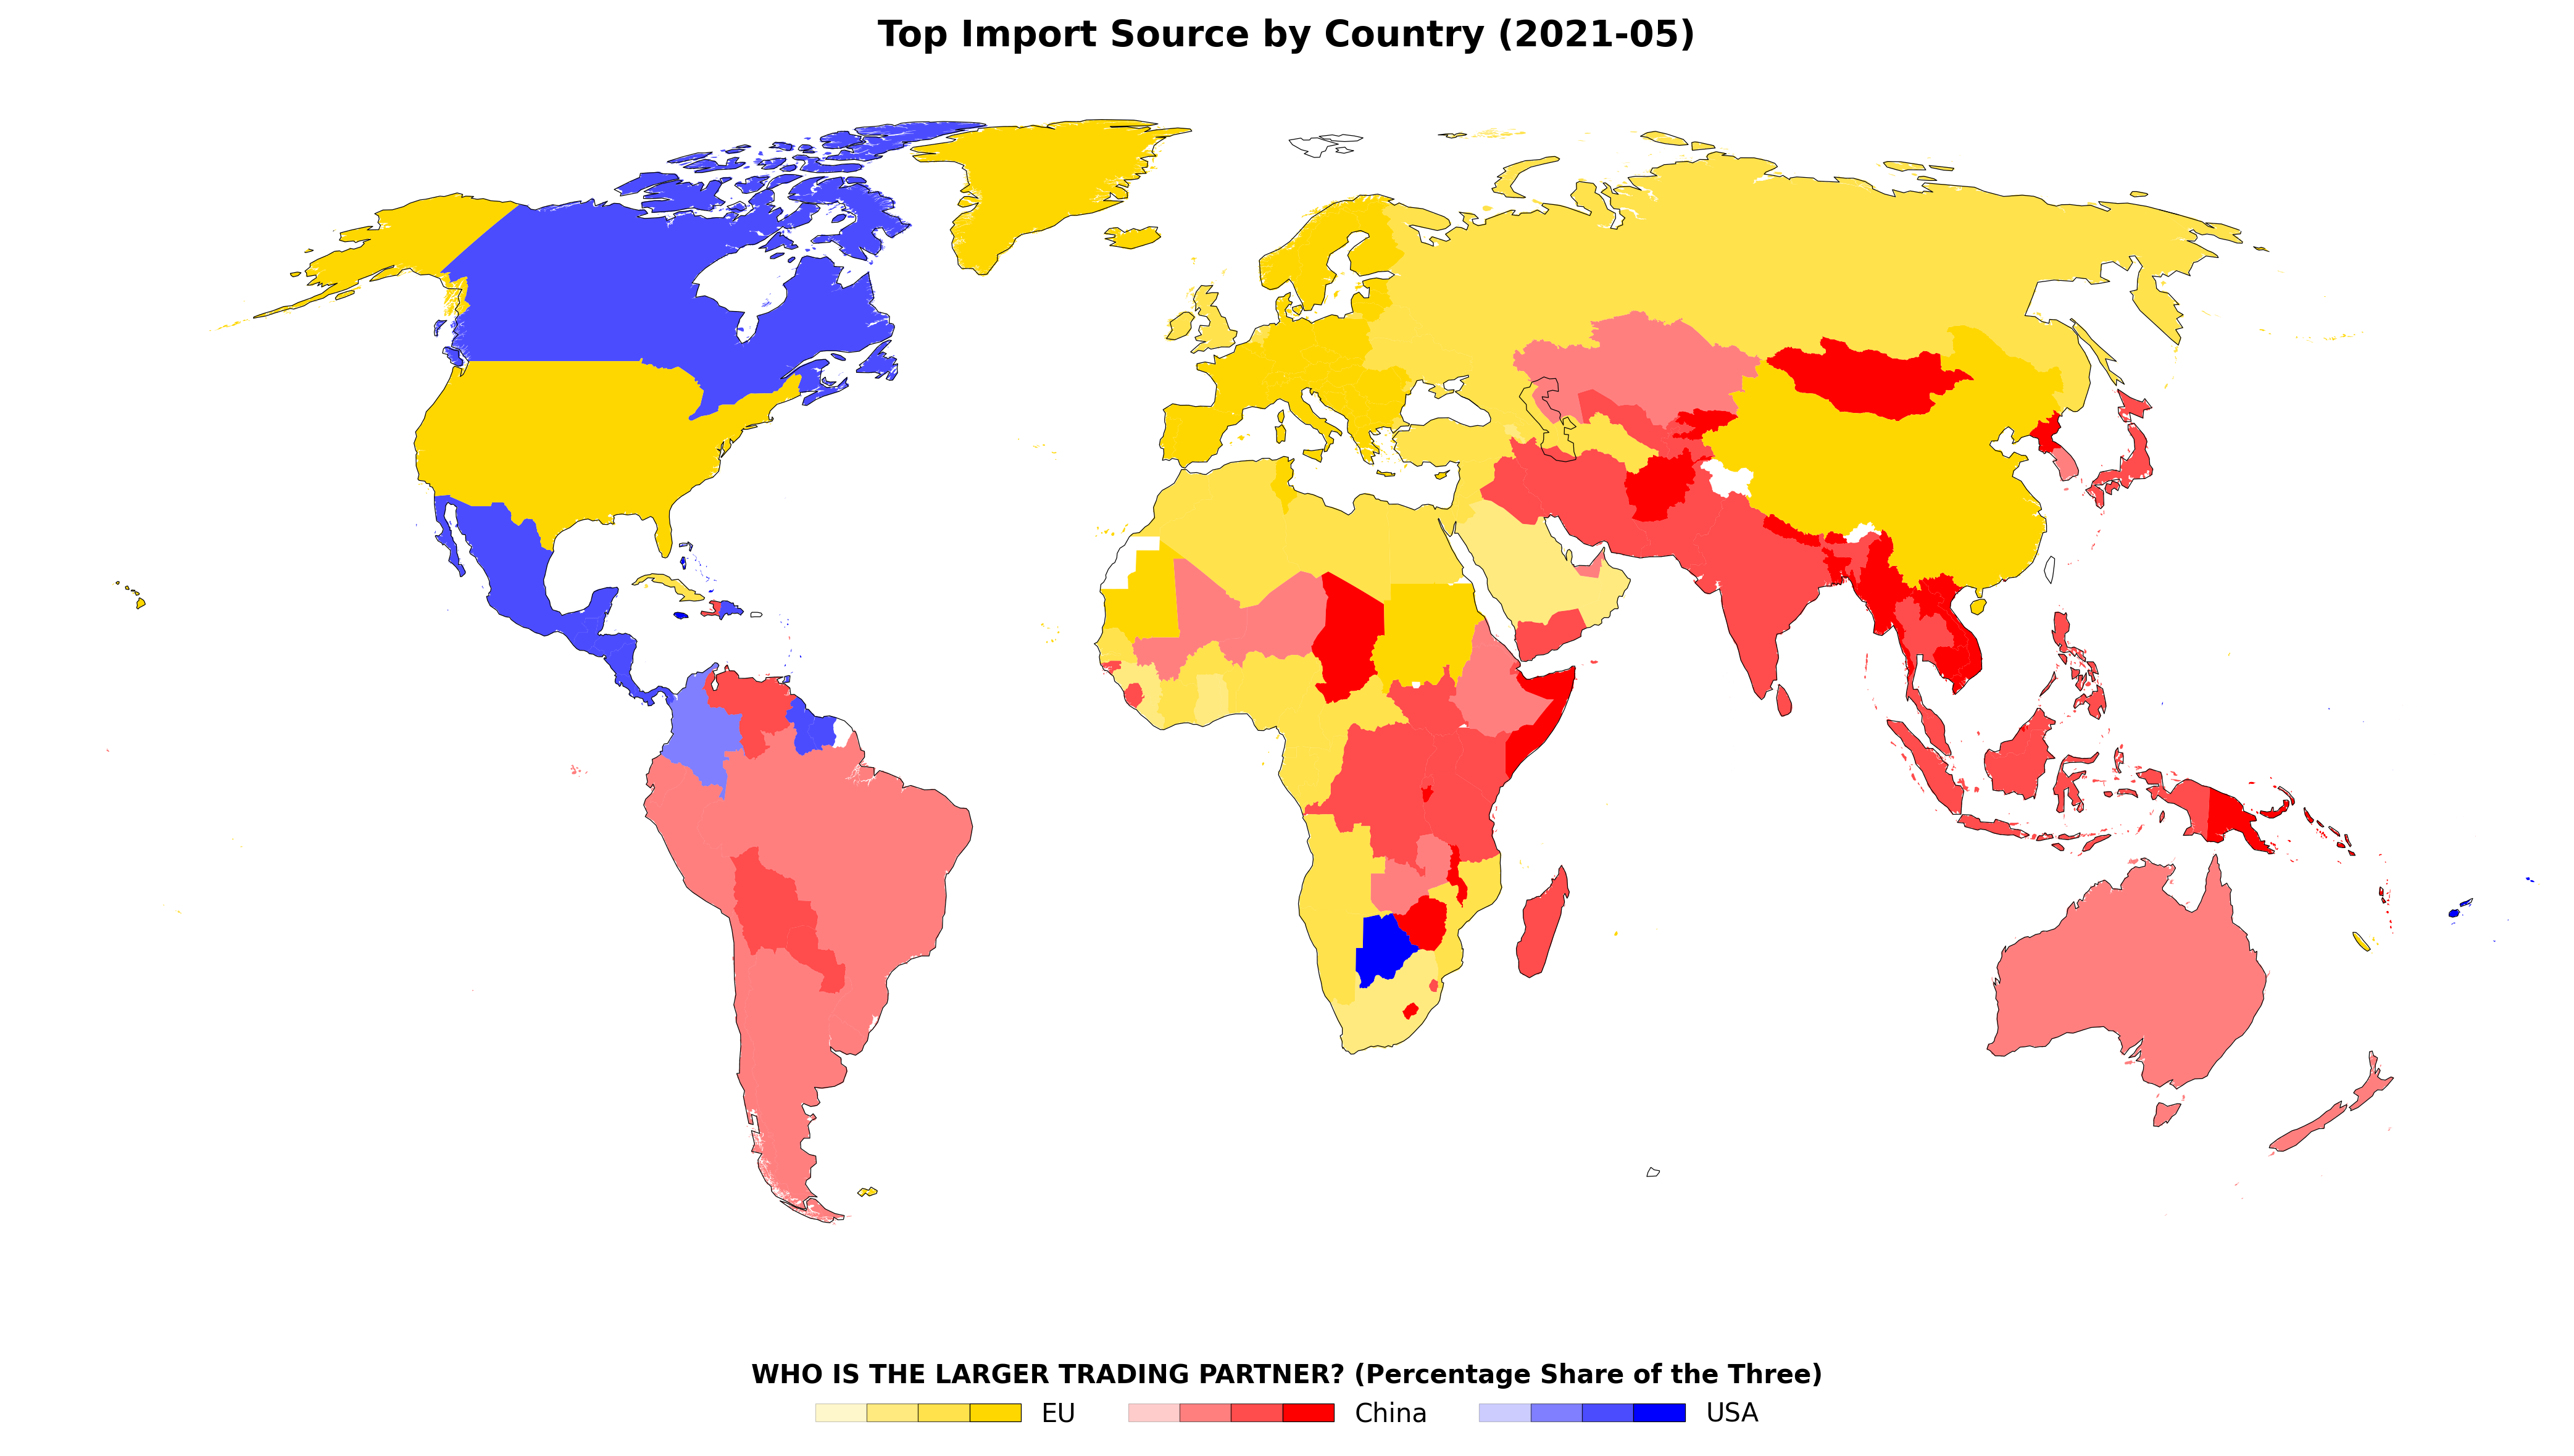 Top Import Source by Country (2021-05)
WHO IS THE LARGER TRADING PARTNER? (Percentage Share of the Three)
EU China USA